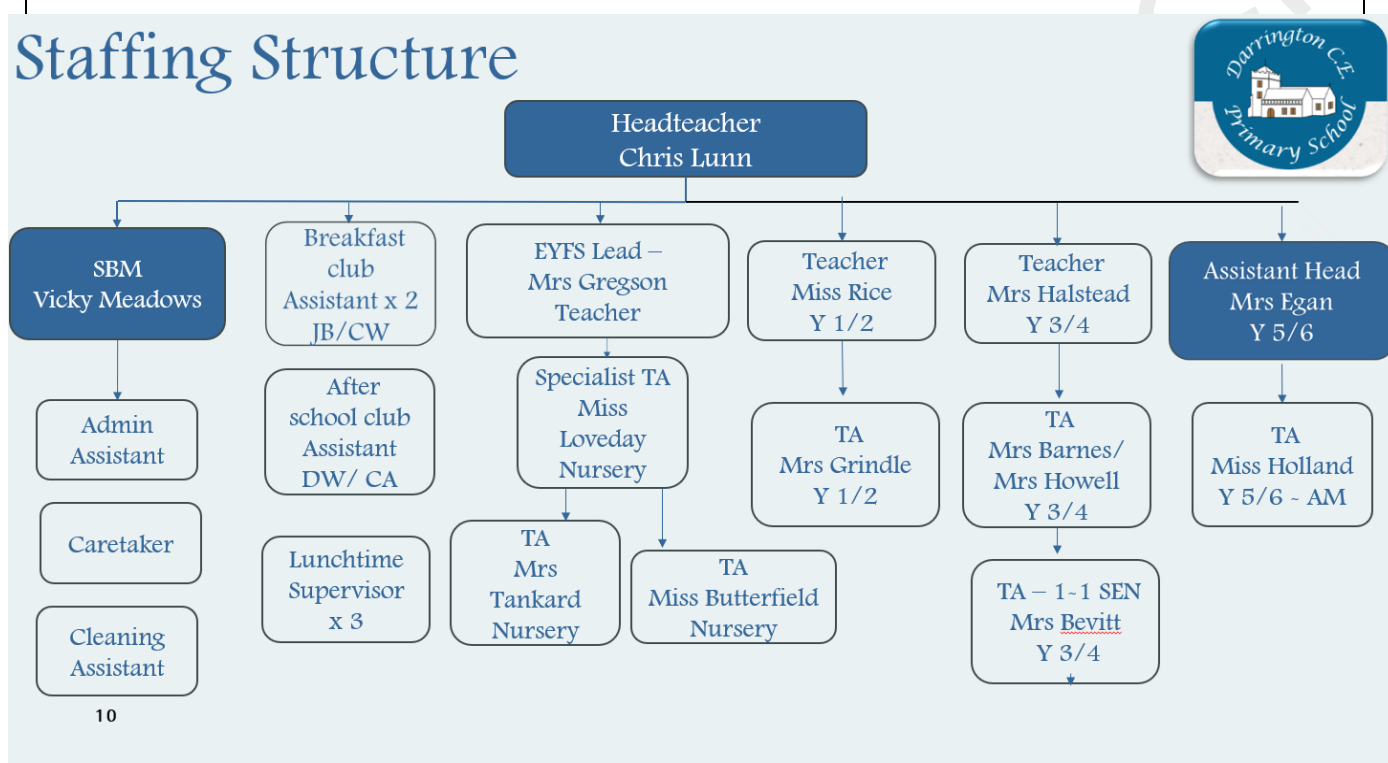 Staffing Structure
Darrington C.E.
Primary School
Headteacher
Chris Lunn
SBM
Vicky Meadows
Admin
Assistant
Caretaker
Cleaning
Assistant
Breakfast
club
Assistant x 2
JB/CW
After
school club
Assistant
DW/ CA
Lunchtime
Supervisor
x 3
EYFS Lead –
Mrs Gregson
Teacher
Specialist TA
Miss
Loveday
Nursery
TA
Mrs
Tankard
Nursery
TA
Miss Butterfield
Nursery
Teacher
Miss Rice
Y 1/2
TA
Mrs Grindle
Y 1/2
Teacher
Mrs Halstead
Y 3/4
TA
Mrs Barnes/
Mrs Howell
Y 3/4
TA – 1-1 SEN
Mrs Bevitt
Y 3/4
Assistant Head
Mrs Egan
Y 5/6
TA
Miss Holland
Y 5/6 - AM
10